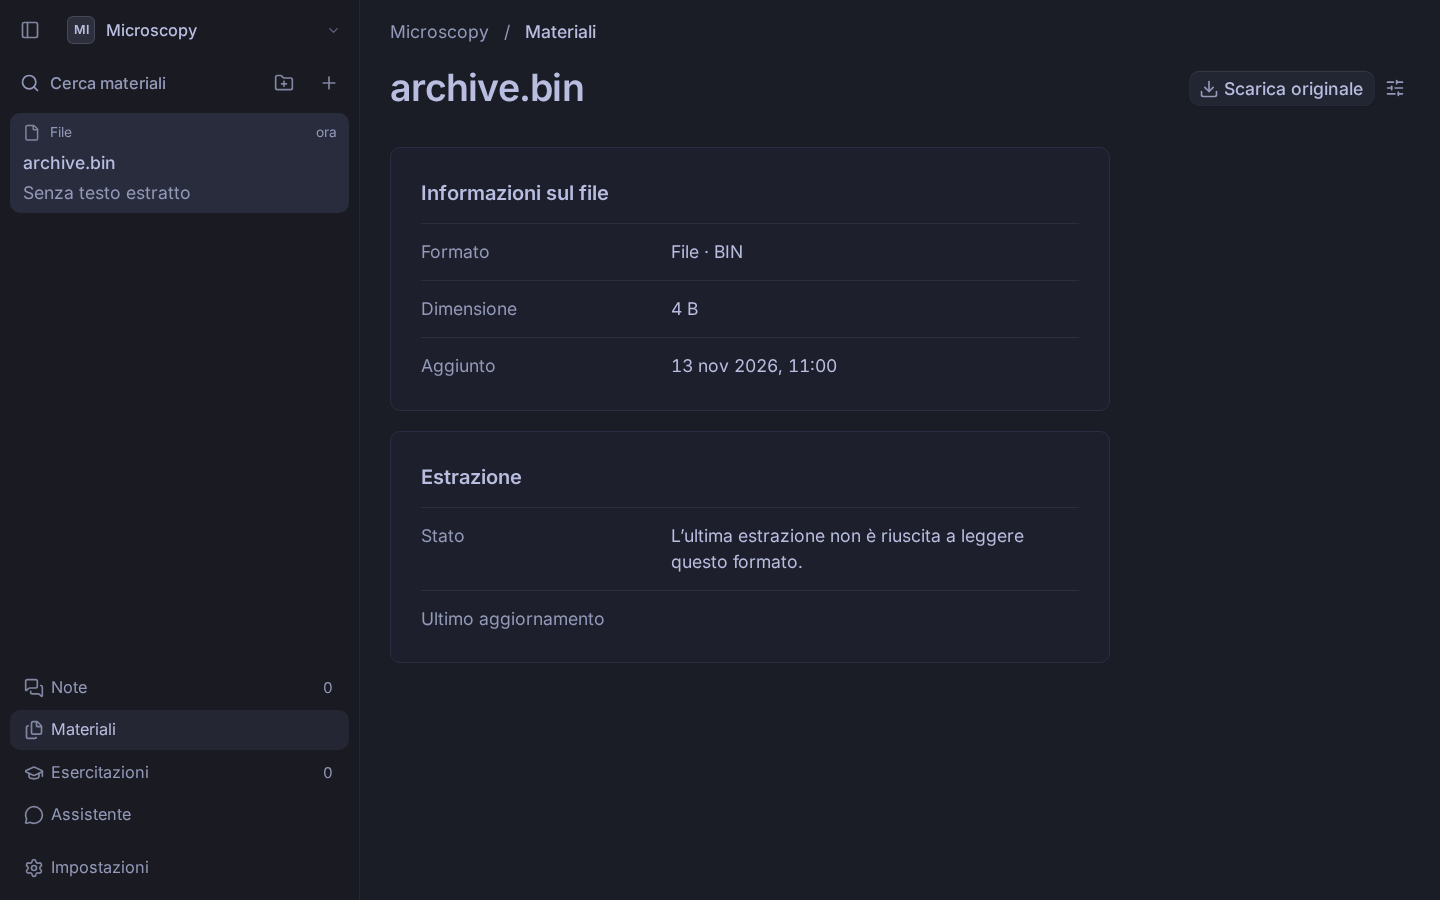 MI Microscopy
Cerca materiali
File ora
archive.bin
Senza testo estratto
Note 0
Materiali
Esercitazioni 0
Assistente
Impostazioni
Microscopy / Materiali
archive.bin
Scarica originale
Informazioni sul file
Formato File · BIN
Dimensione 4 B
Aggiunto 13 nov 2026, 11:00
Estrazione
Stato L’ultima estrazione non è riuscita a leggere
questo formato.
Ultimo aggiornamento